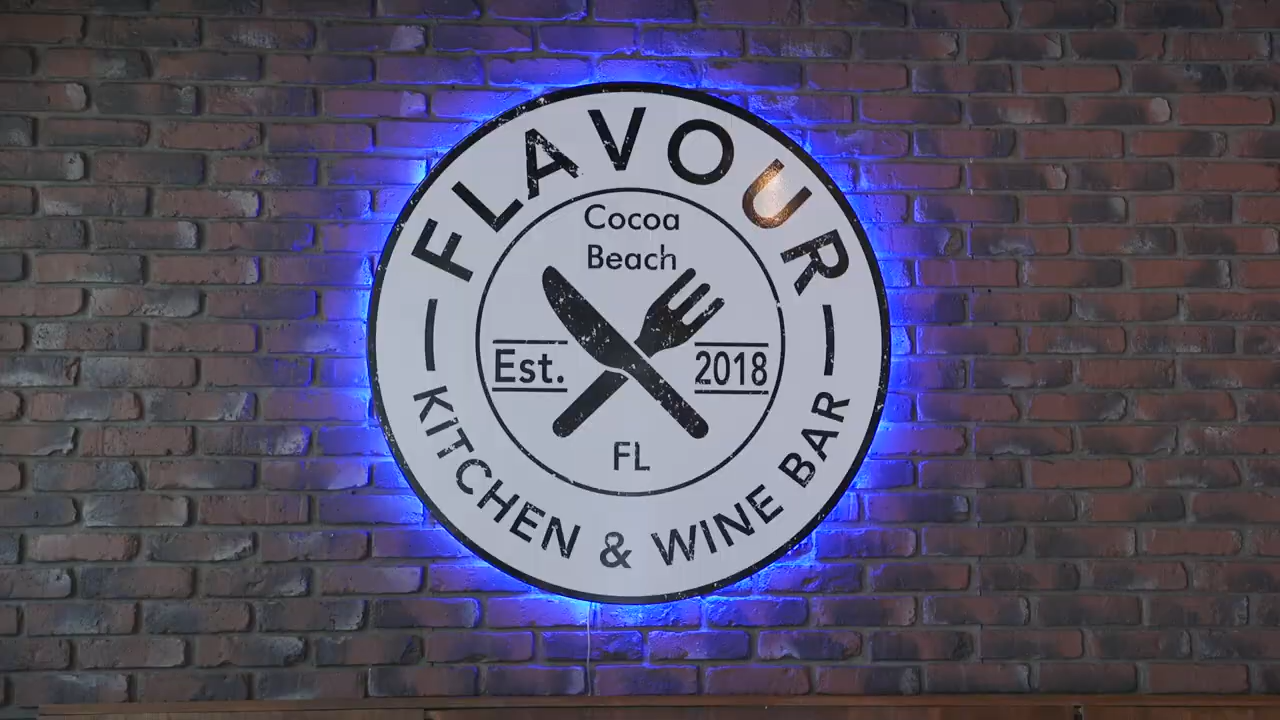 FLAVOUR
Cocoa
Beach
Est. 2018
FL
KITCHEN & WINE BAR